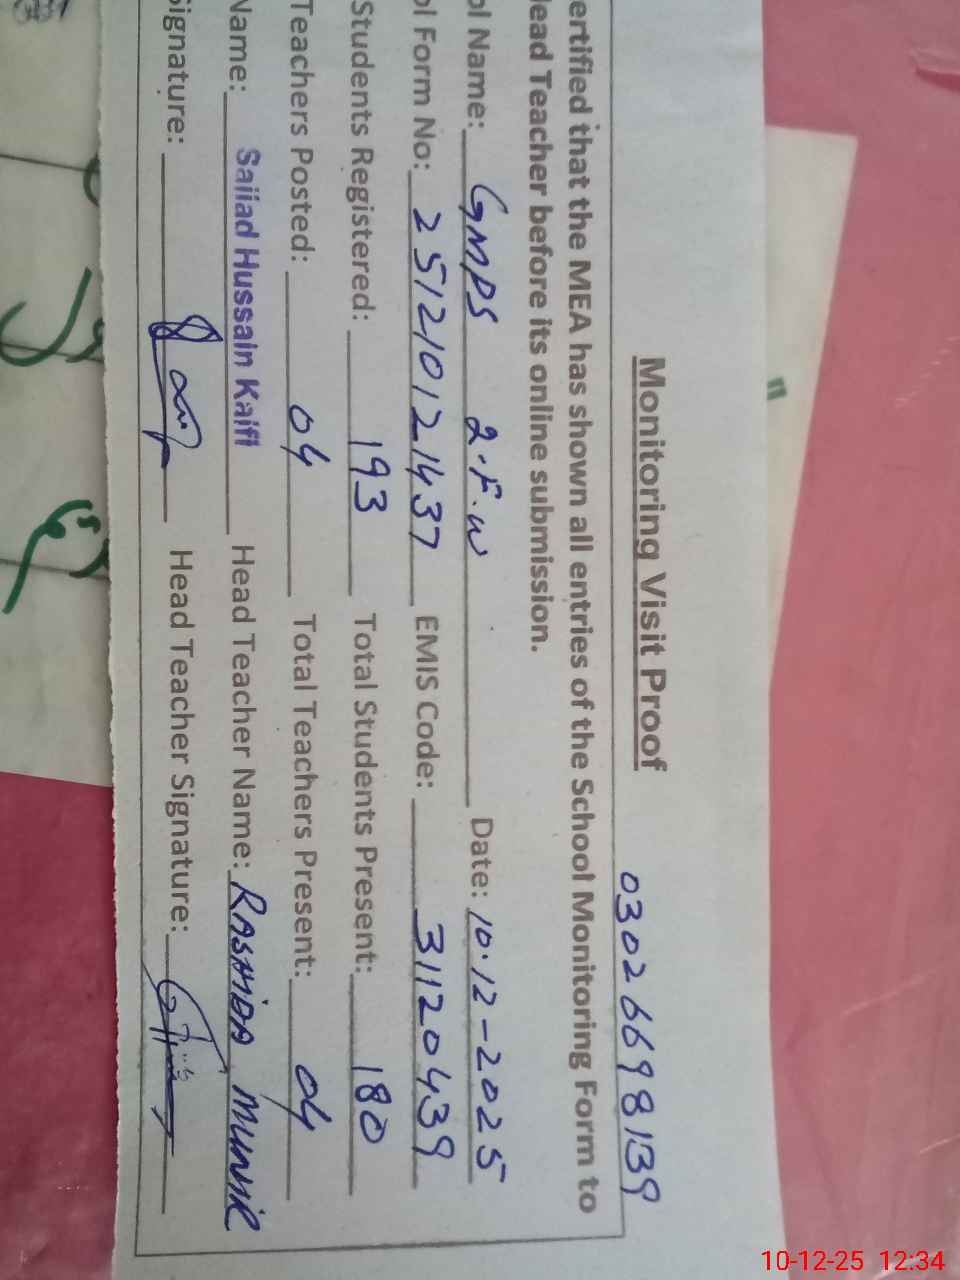 Monitoring Visit Proof
03026698139
ertified that the MEA has shown all entries of the School Monitoring Form to
lead Teacher before its online submission.
ol Name: GMPS 2.F.W Date: 10.12-2025
ol Form No: 251210121437 EMIS Code: 31120439
Students Registered: 193 Total Students Present: 180
Teachers Posted: 04 Total Teachers Present: 04
Name: Sajjad Hussain Kaifi Head Teacher Name: RASHIDA MUNIR
Signature: Head Teacher Signature:
10-12-25 12:34